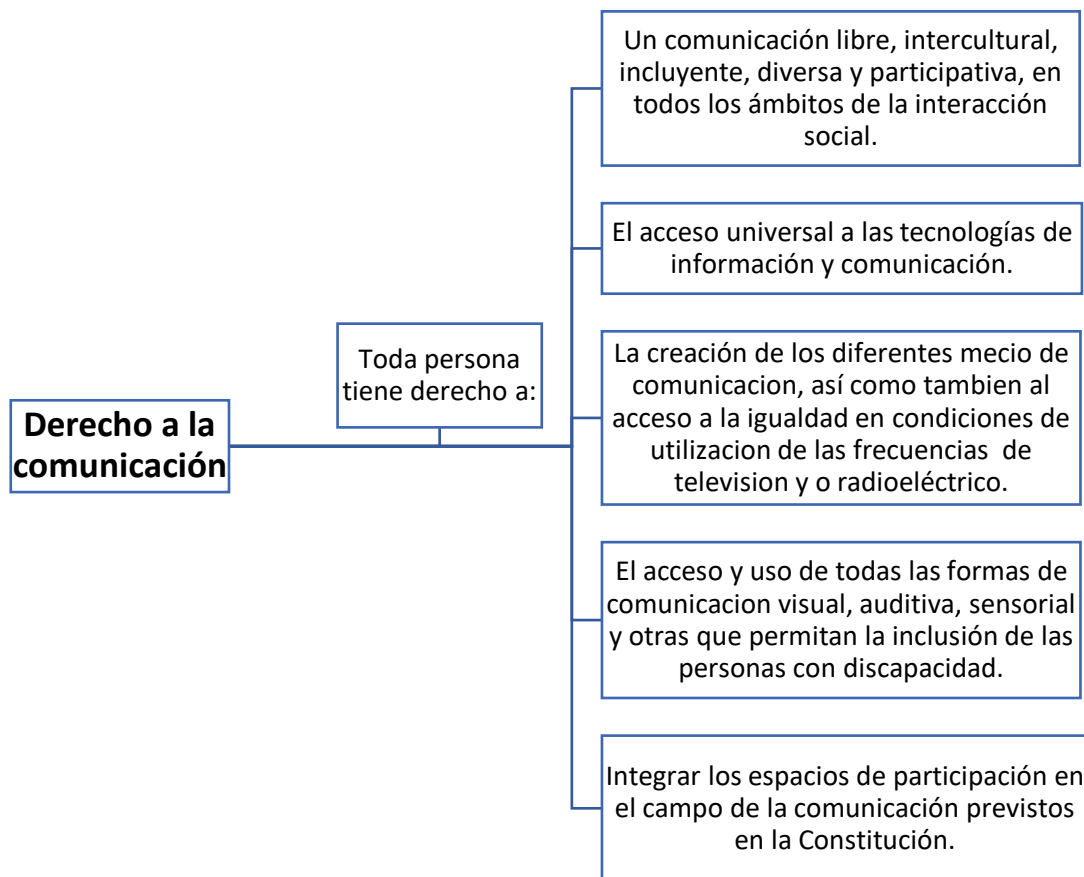 Derecho a la
comunicación
Toda persona
tiene derecho a:
Un comunicación libre, intercultural,
incluyente, diversa y participativa, en
todos los ámbitos de la interacción
social.
El acceso universal a las tecnologías de
información y comunicación.
La creación de los diferentes mecio de
comunicacion, así como tambien al
acceso a la igualdad en condiciones de
utilizacion de las frecuencias de
television y o radioeléctrico.
El acceso y uso de todas las formas de
comunicacion visual, auditiva, sensorial
y otras que permitan la inclusión de las
personas con discapacidad.
Integrar los espacios de participación en
el campo de la comunicación previstos
en la Constitución.